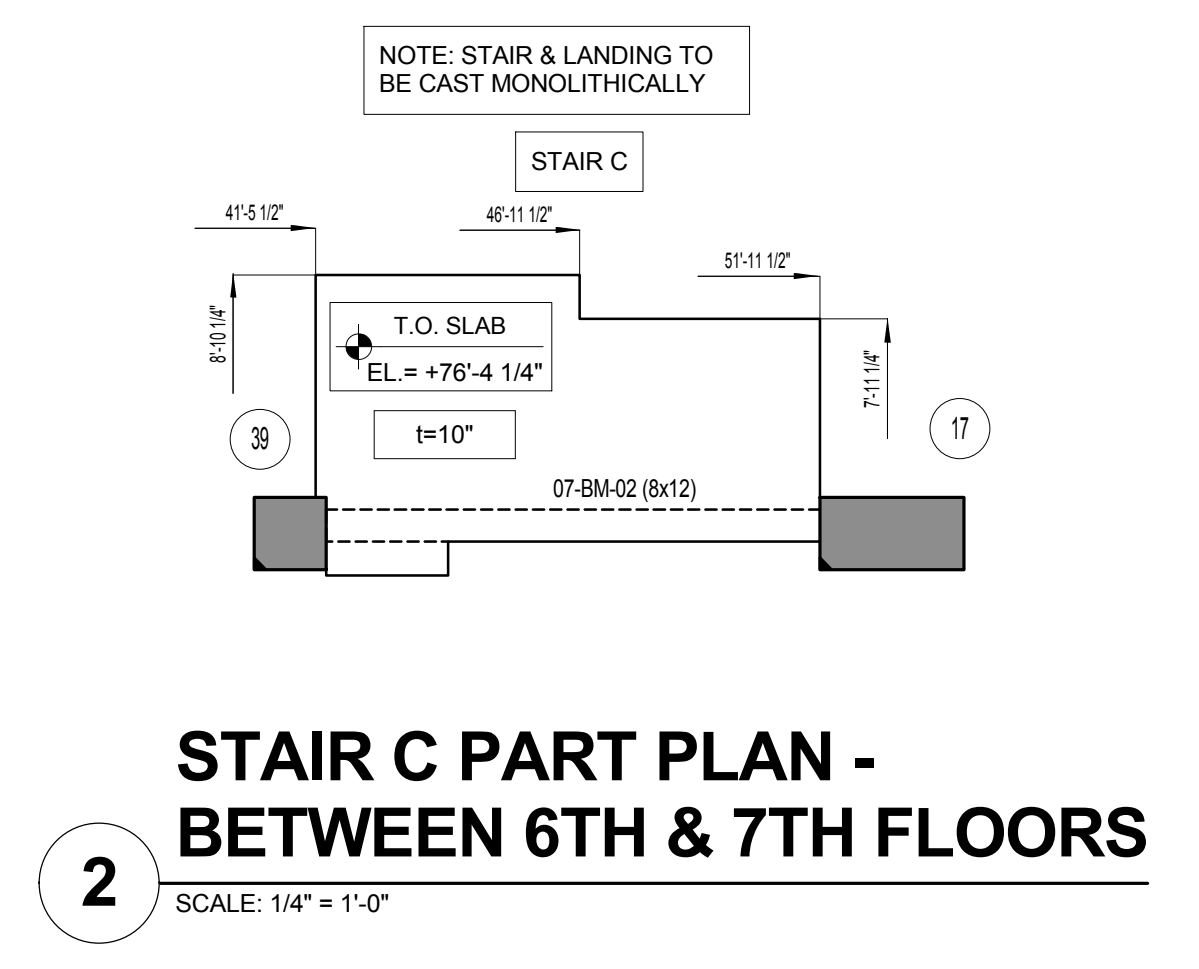 NOTE: STAIR & LANDING TO
BE CAST MONOLITHICALLY
STAIR C
41'-5 1/2"
46'-11 1/2"
51'-11 1/2"
8'-10 1/4"
T.O. SLAB
EL.= +76'-4 1/4"
7'-11 1/4"
39
t=10"
17
07-BM-02 (8x12)
STAIR C PART PLAN -
BETWEEN 6TH & 7TH FLOORS
2
SCALE: 1/4" = 1'-0"